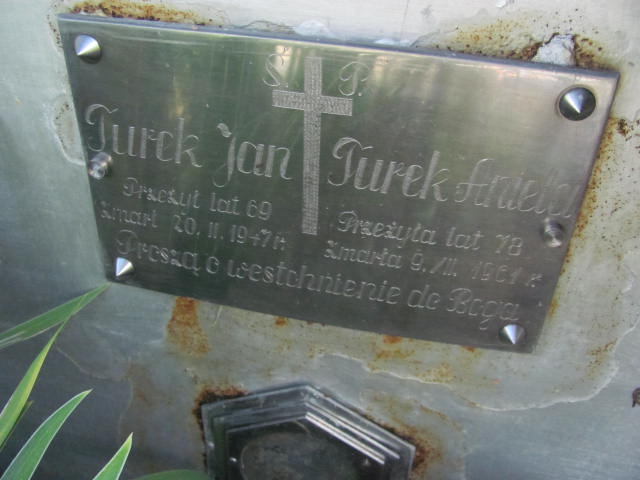 Ś. P.
Turek Jan
Przeżył lat 69
zmarł 20. II. 1947 r.
Turek Aniela
Przeżyła lat 78
zmarła 9. III. 1961 r.
Proszą o westchnienie do Boga